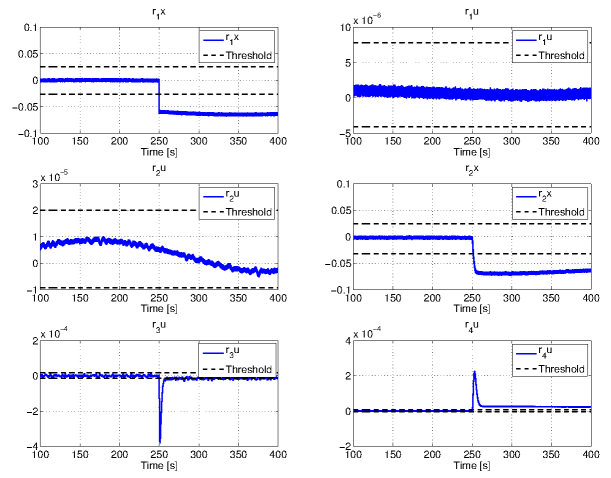 r1x
0.1
0.05
0
−0.05
−0.1
100 150 200 250 300 350 400
Time [s]
r1x
Threshold
r1u
x 10^-6
10
5
0
−5
100 150 200 250 300 350 400
Time [s]
r1u
Threshold
r2u
x 10^-5
3
2
1
0
−1
100 150 200 250 300 350 400
Time [s]
r2u
Threshold
r2x
0.1
0.05
0
−0.05
−0.1
100 150 200 250 300 350 400
Time [s]
r2x
Threshold
r3u
x 10^-4
2
0
−2
−4
100 150 200 250 300 350 400
Time [s]
r3u
Threshold
r4u
x 10^-4
4
2
0
−2
100 150 200 250 300 350 400
Time [s]
r4u
Threshold